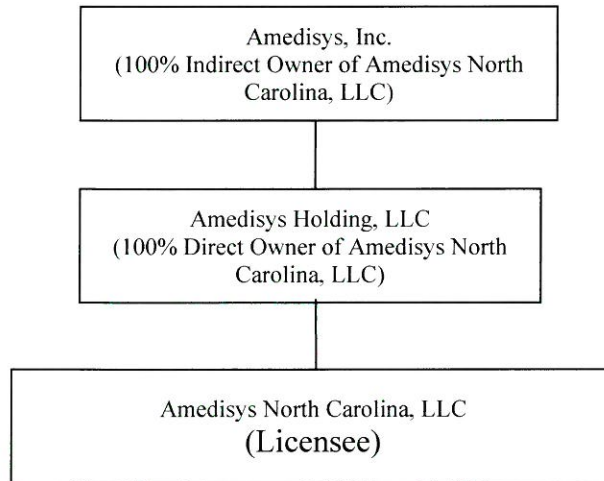 Amedisys, Inc.
(100% Indirect Owner of Amedisys North
Carolina, LLC)
Amedisys Holding, LLC
(100% Direct Owner of Amedisys North
Carolina, LLC)
Amedisys North Carolina, LLC
(Licensee)